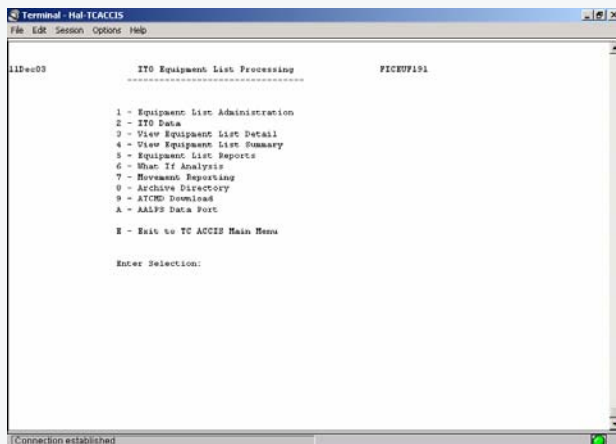 Terminal - Hal-TCACCIS
File Edit Session Options Help
11Dec03 ITO Equipment List Processing PICKUP191
1 - Equipment List Administration
2 - ITO Data
3 - View Equipment List Detail
4 - View Equipment List Summary
5 - Equipment List Reports
6 - What If Analysis
7 - Movement Reporting
8 - Archive Directory
9 - ATCMD Download
A - AALPS Data Port
E - Exit to TC ACCIS Main Menu
Enter Selection:
Connection established